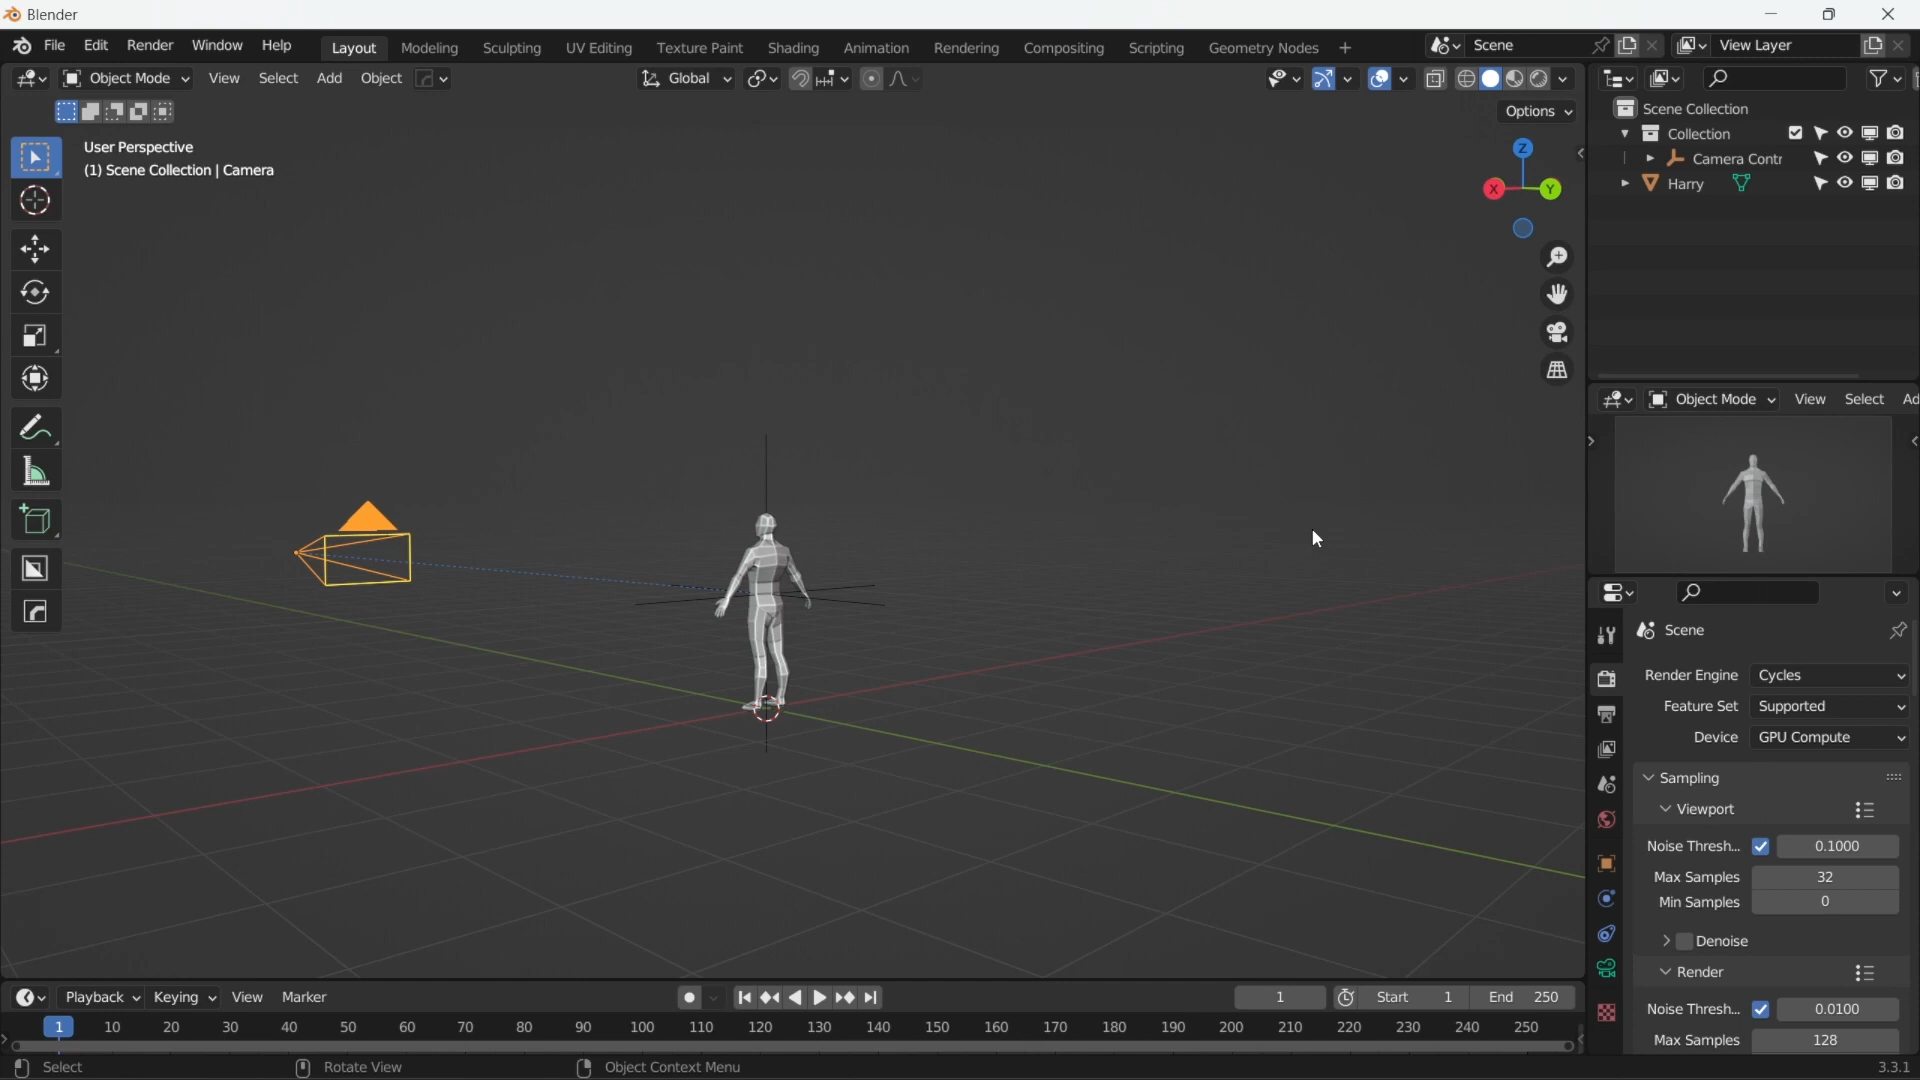 Blender
File Edit Render Window Help Layout Modeling Sculpting UV Editing Texture Paint Shading Animation Rendering Compositing Scripting Geometry Nodes + Scene View Layer
Object Mode View Select Add Object Global
Options
User Perspective
(1) Scene Collection | Camera
Z
X
Y
Scene Collection
Collection
Camera Contr
Harry
Object Mode View Select Ad
Scene
Render Engine Cycles
Feature Set Supported
Device GPU Compute
Sampling
Viewport
Noise Thresh... 0.1000
Max Samples 32
Min Samples 0
Denoise
Render
Noise Thresh... 0.0100
Max Samples 128
Playback Keying View Marker 1 Start 1 End 250
1 10 20 30 40 50 60 70 80 90 100 110 120 130 140 150 160 170 180 190 200 210 220 230 240 250
Select Rotate View Object Context Menu 3.3.1